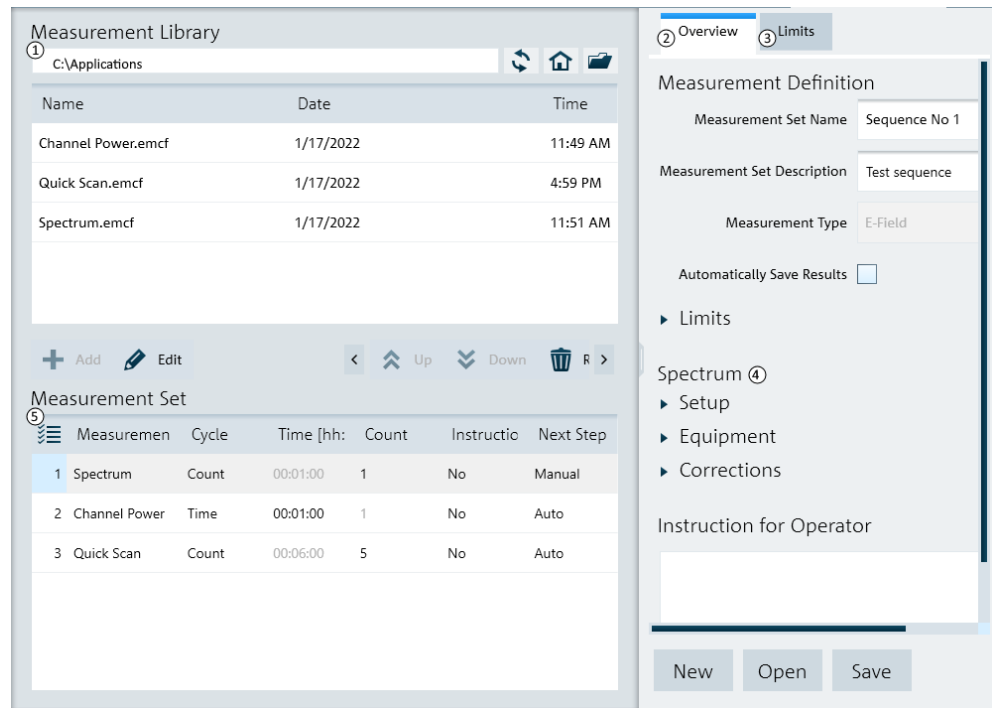 Measurement Library
① C:\Applications
Name Date Time
Channel Power.emcf 1/17/2022 11:49 AM
Quick Scan.emcf 1/17/2022 4:59 PM
Spectrum.emcf 1/17/2022 11:51 AM
Add Edit < Up Down R >
Measurement Set
⑤ Measuremen Cycle Time [hh: Count Instructio Next Step
1 Spectrum Count 00:01:00 1 No Manual
2 Channel Power Time 00:01:00 1 No Auto
3 Quick Scan Count 00:06:00 5 No Auto
② Overview ③ Limits
Measurement Definition
Measurement Set Name Sequence No 1
Measurement Set Description Test sequence
Measurement Type E-Field
Automatically Save Results
Limits
Spectrum ④
Setup
Equipment
Corrections
Instruction for Operator
New Open Save